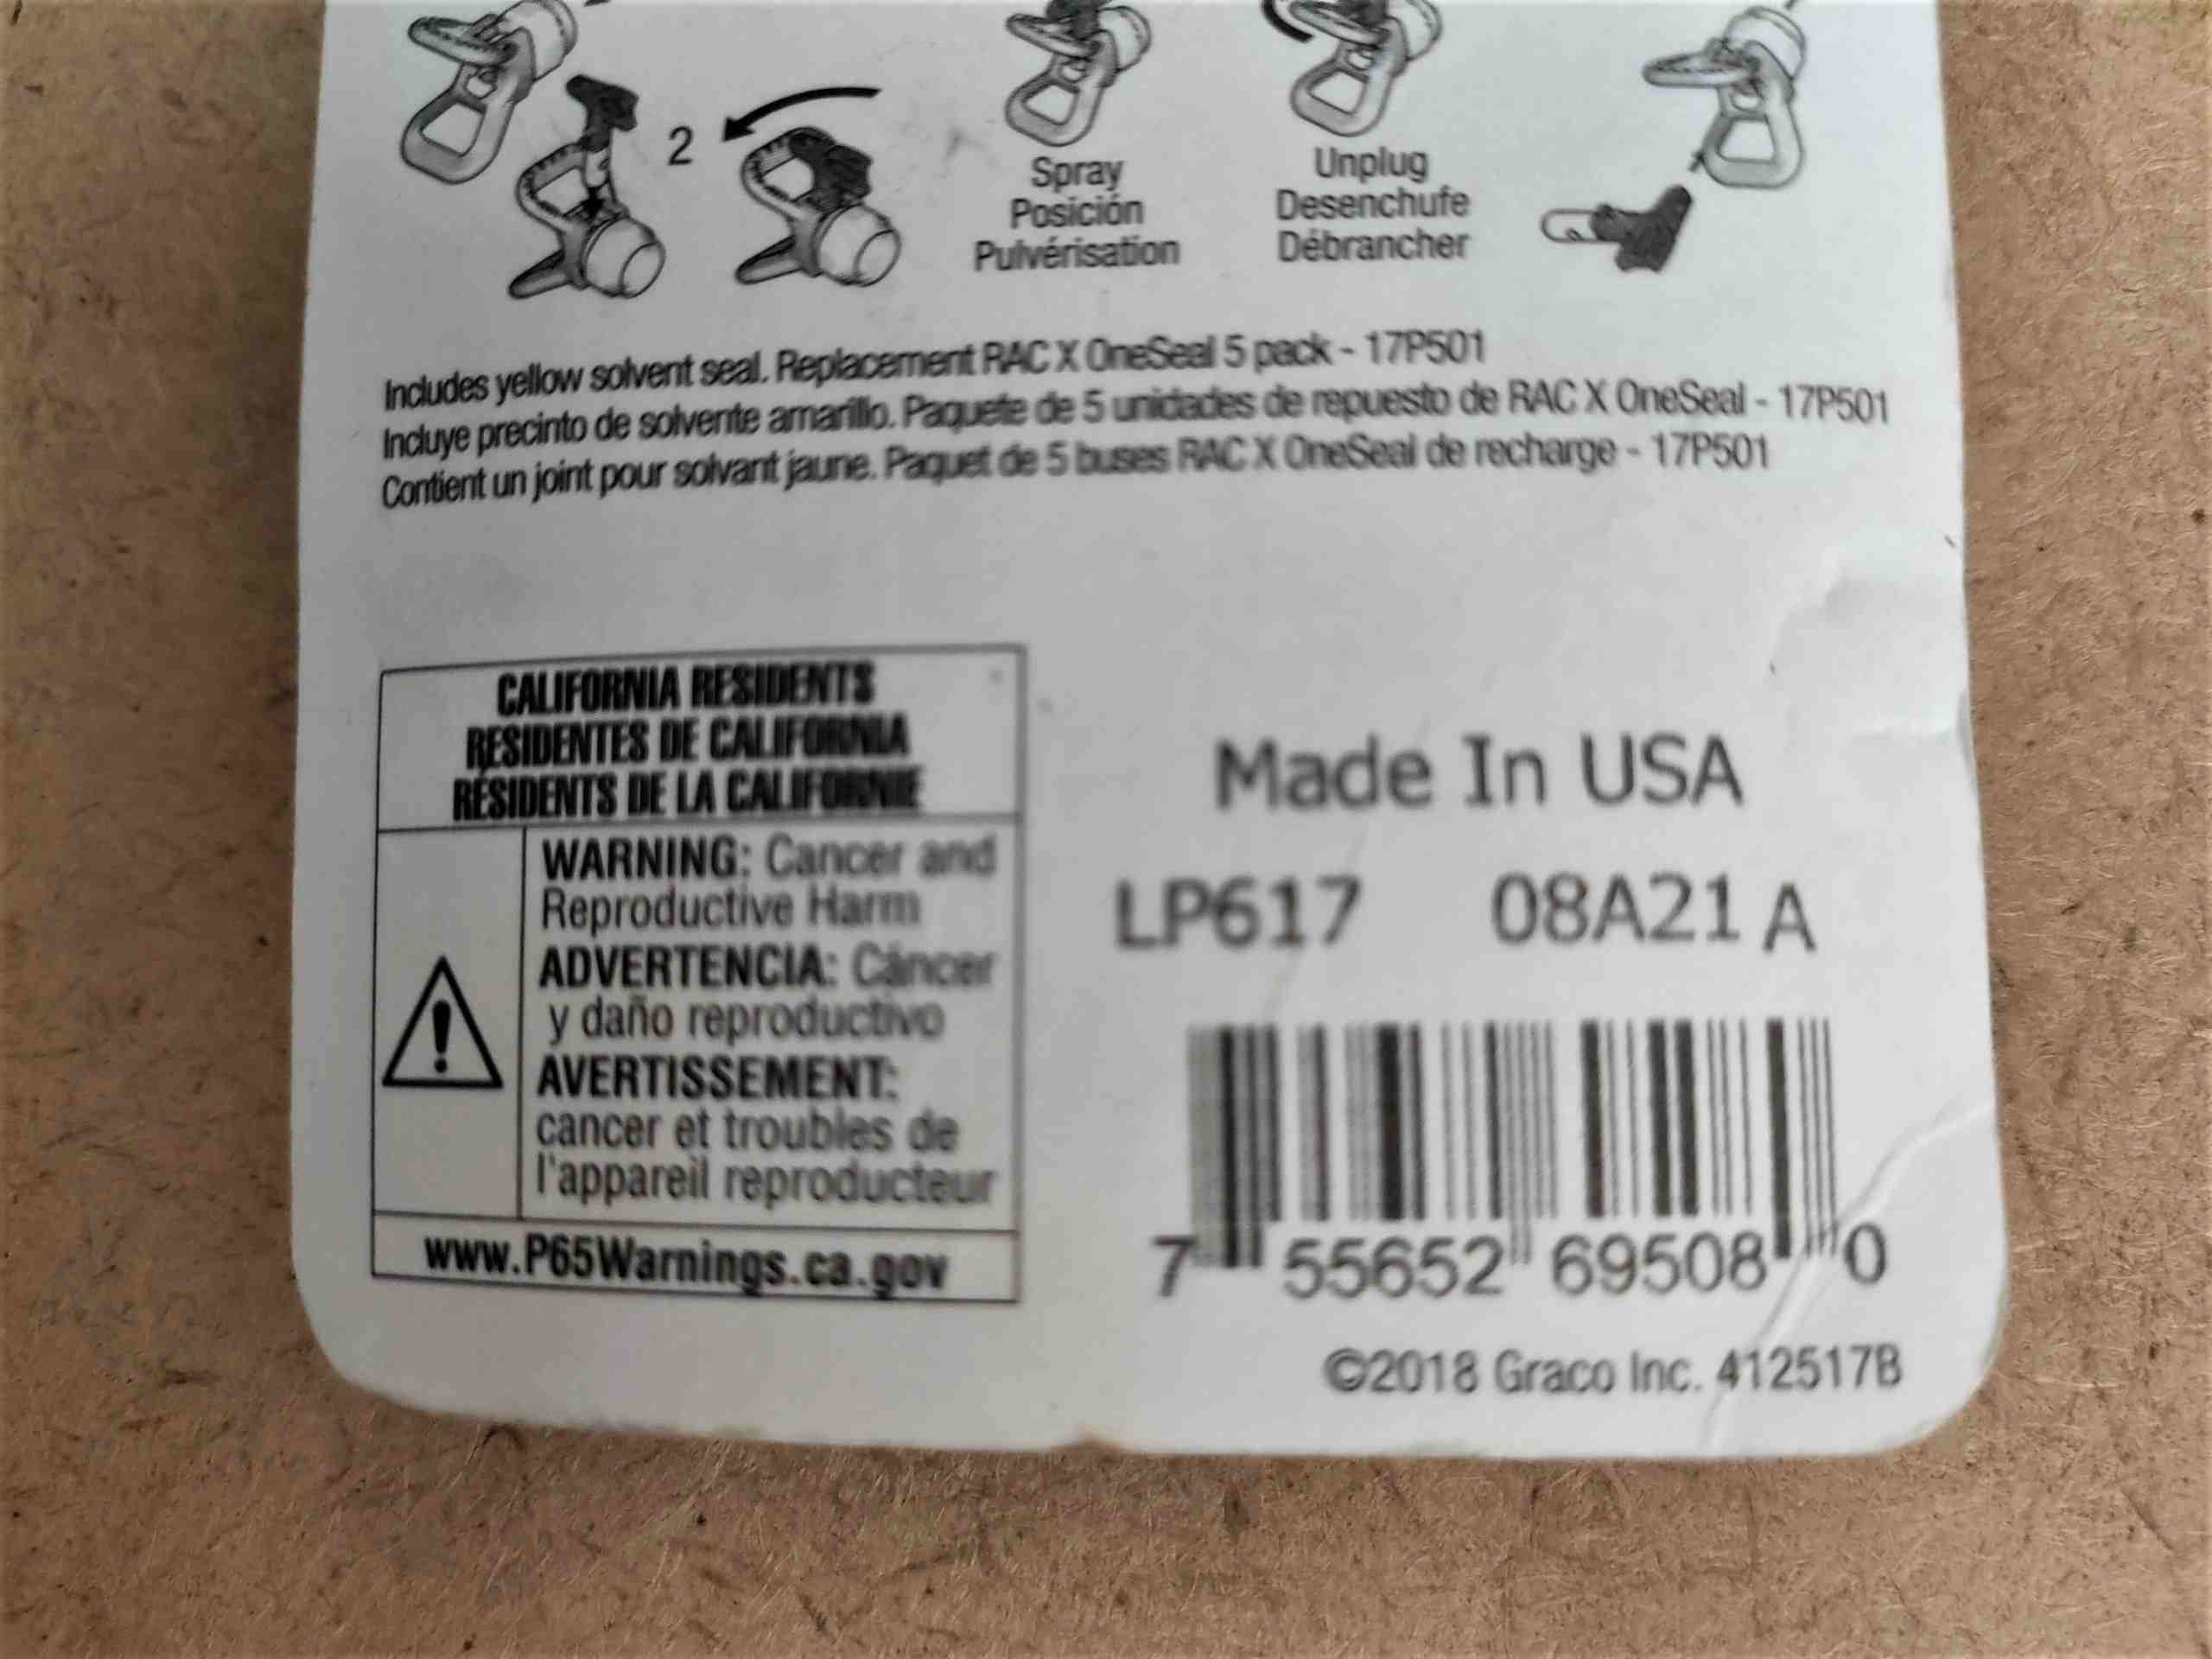 2
Spray
Posición
Pulvérisation
Unplug
Desenchufe
Débrancher
Includes yellow solvent seal. Replacement RAC X OneSeal 5 pack - 17P501
Incluye precinto de solvente amarillo. Paquete de 5 unidades de repuesto de RAC X OneSeal - 17P501
Contient un joint pour solvant jaune. Paquet de 5 buses RAC X OneSeal de recharge - 17P501
CALIFORNIA RESIDENTS
RESIDENTES DE CALIFORNIA
RÉSIDENTS DE LA CALIFORNIE
WARNING: Cancer and
Reproductive Harm
ADVERTENCIA: Cáncer
y daño reproductivo
AVERTISSEMENT:
cancer et troubles de
l'appareil reproducteur
www.P65Warnings.ca.gov
Made In USA
LP617 08A21 A
7 55652 69508 0
©2018 Graco Inc. 412517B